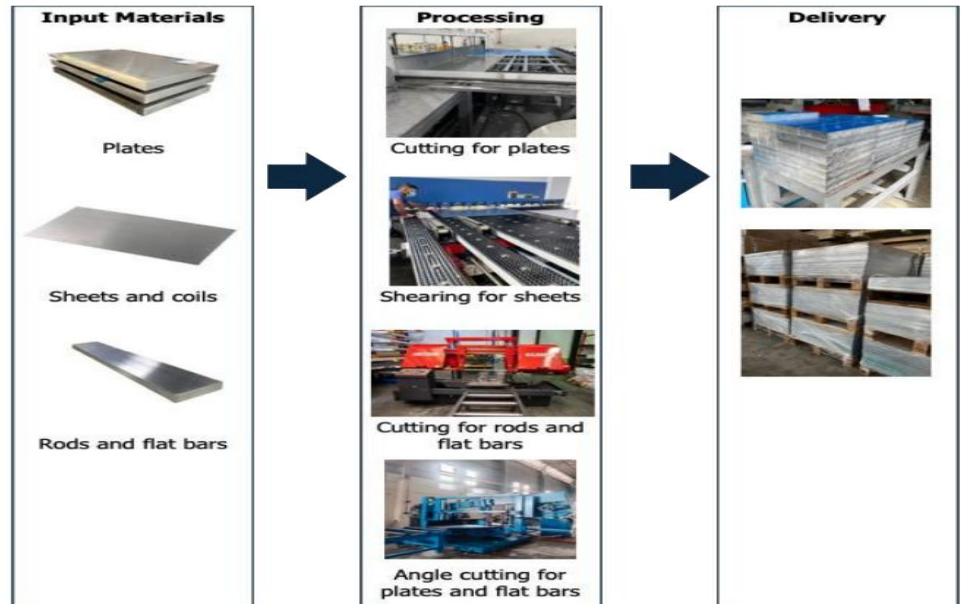 Input Materials
Plates
Sheets and coils
Rods and flat bars
Processing
Cutting for plates
Shearing for sheets
Cutting for rods and
flat bars
Angle cutting for
plates and flat bars
Delivery